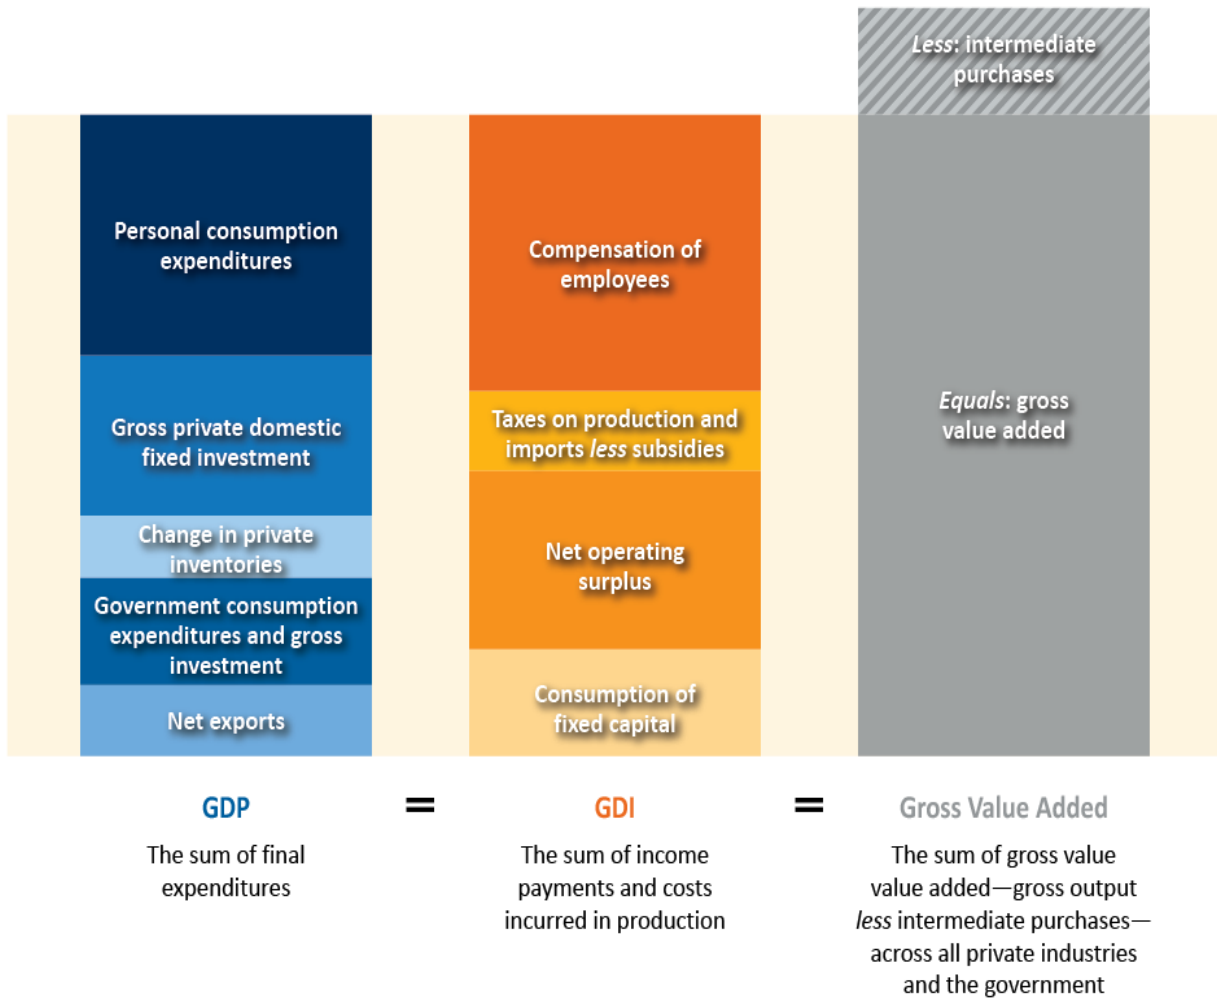 Personal consumption
expenditures
Gross private domestic
fixed investment
Change in private
inventories
Government consumption
expenditures and gross
investment
Net exports
Compensation of
employees
Taxes on production and
imports less subsidies
Net operating
surplus
Consumption of
fixed capital
Less: intermediate
purchases
Equals: gross
value added
GDP
=
GDI
=
Gross Value Added
The sum of final
expenditures
The sum of income
payments and costs
incurred in production
The sum of gross value
value added—gross output
less intermediate purchases—
across all private industries
and the government